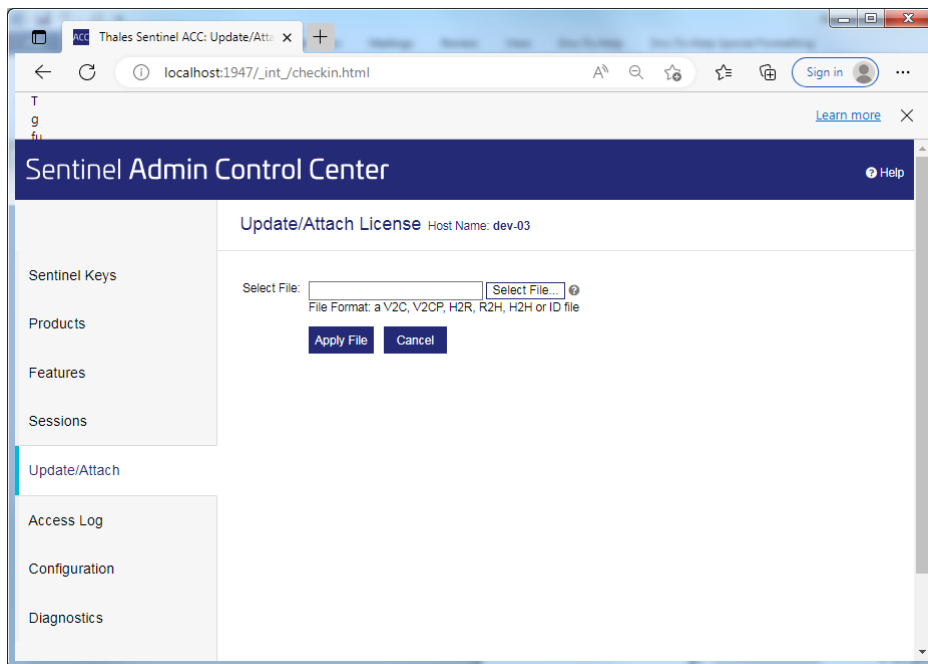 ACC Thales Sentinel ACC: Update/Atta
localhost:1947/_int_/checkin.html
Sign in
T
g
fu
Learn more
Sentinel Admin Control Center
Help
Update/Attach License Host Name: dev-03
Sentinel Keys
Products
Features
Sessions
Update/Attach
Access Log
Configuration
Diagnostics
Select File: Select File...
File Format: a V2C, V2CP, H2R, R2H, H2H or ID file
Apply File Cancel